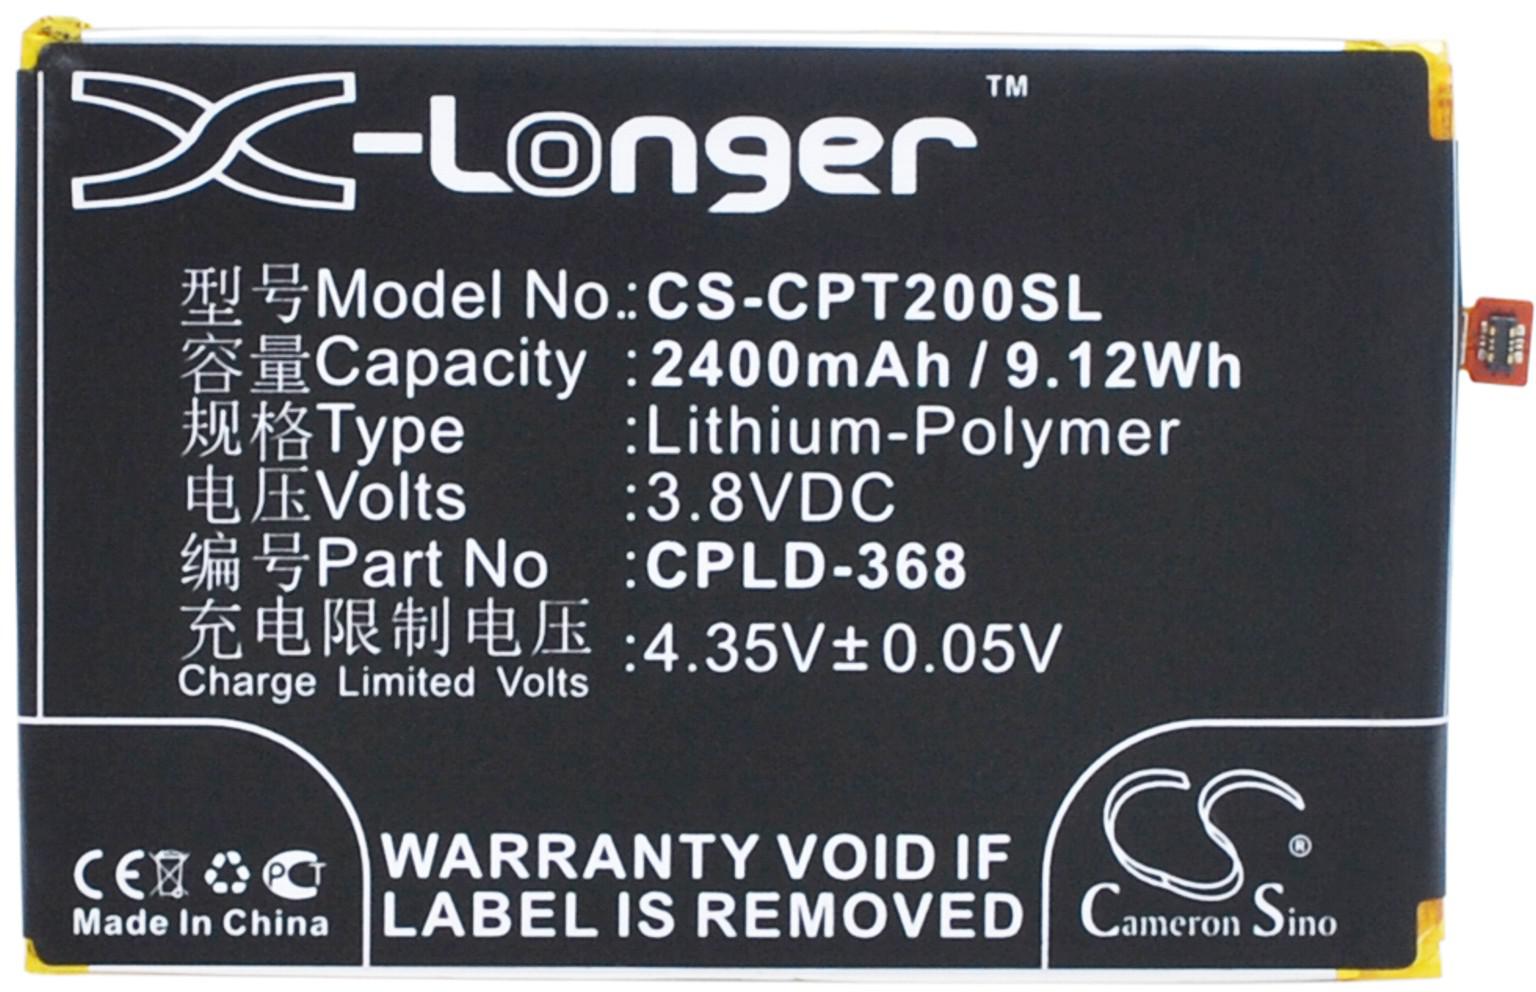 X-Longer™
型号Model No.:CS-CPT200SL
容量Capacity :2400mAh / 9.12Wh
规格Type :Lithium-Polymer
电压Volts :3.8VDC
编号Part No :CPLD-368
充电限制电压 :4.35V±0.05V
Charge Limited Volts
CE PCT
Made In China
WARRANTY VOID IF
LABEL IS REMOVED
CS®
Cameron Sino